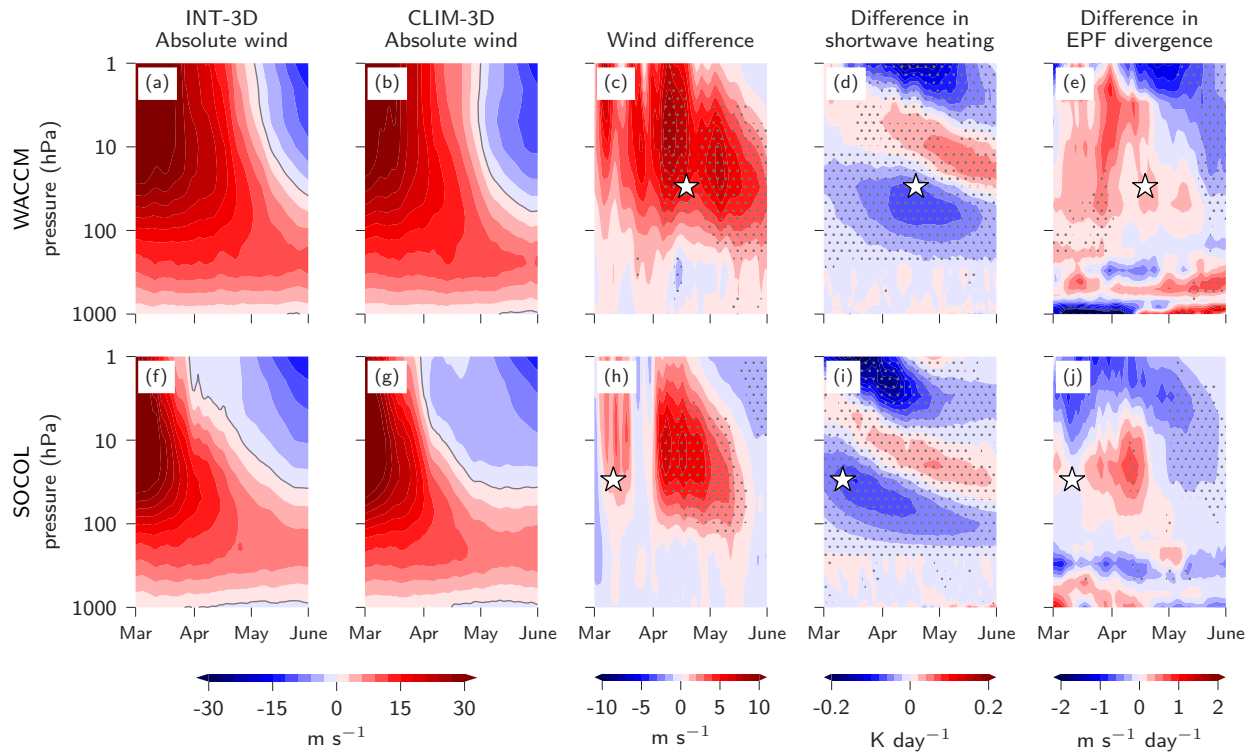 INT-3D
Absolute wind
CLIM-3D
Absolute wind
Wind difference
Difference in
shortwave heating
Difference in
EPF divergence
WACCM
pressure (hPa)
1
10
100
1000
(a)
(b)
(c)
(d)
(e)
SOCOL
pressure (hPa)
1
10
100
1000
(f)
(g)
(h)
(i)
(j)
Mar Apr May June
Mar Apr May June
Mar Apr May June
Mar Apr May June
Mar Apr May June
-30 -15 0 15 30
m s⁻¹
-10 -5 0 5 10
m s⁻¹
-0.2 0.0 0.2
K day⁻¹
-2 -1 0 1 2
m s⁻¹ day⁻¹